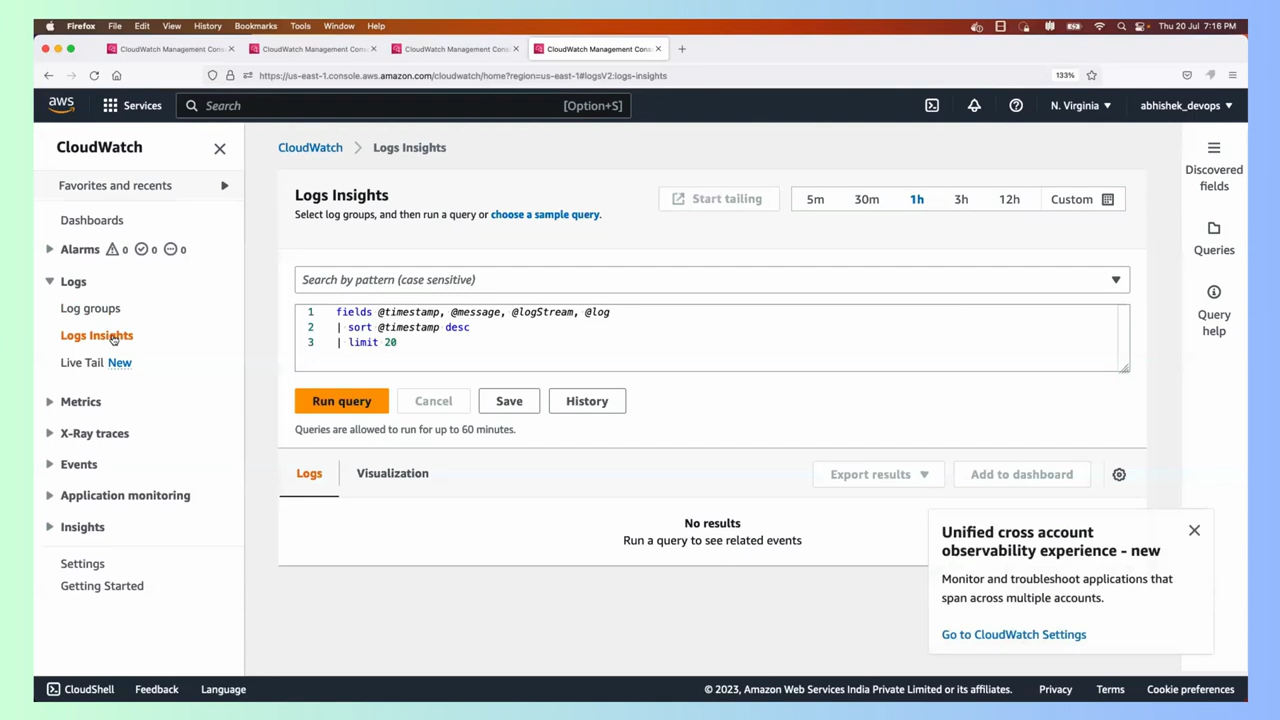 Firefox File Edit View History Bookmarks Tools Window Help Thu 20 Jul 7:16 PM
CloudWatch Management Cons CloudWatch Management Cons CloudWatch Management Cons CloudWatch Management Cons
https://us-east-1.console.aws.amazon.com/cloudwatch/home?region=us-east-1#logsV2:logs-insights 133%
aws Services Search [Option+S] N. Virginia abhishek_devops
CloudWatch
Favorites and recents
Dashboards
Alarms 0 0 0
Logs
Log groups
Logs Insights
Live Tail New
Metrics
X-Ray traces
Events
Application monitoring
Insights
Settings
Getting Started
CloudWatch Logs Insights
Logs Insights
Select log groups, and then run a query or choose a sample query.
Start tailing 5m 30m 1h 3h 12h Custom
Search by pattern (case sensitive)
1 fields @timestamp, @message, @logStream, @log
2 | sort @timestamp desc
3 | limit 20
Run query Cancel Save History
Queries are allowed to run for up to 60 minutes.
Logs Visualization Export results Add to dashboard
No results
Run a query to see related events
Discovered
fields
Queries
Query
help
Unified cross account
observability experience - new
Monitor and troubleshoot applications that
span across multiple accounts.
Go to CloudWatch Settings
CloudShell Feedback Language © 2023, Amazon Web Services India Private Limited or its affiliates. Privacy Terms Cookie preferences